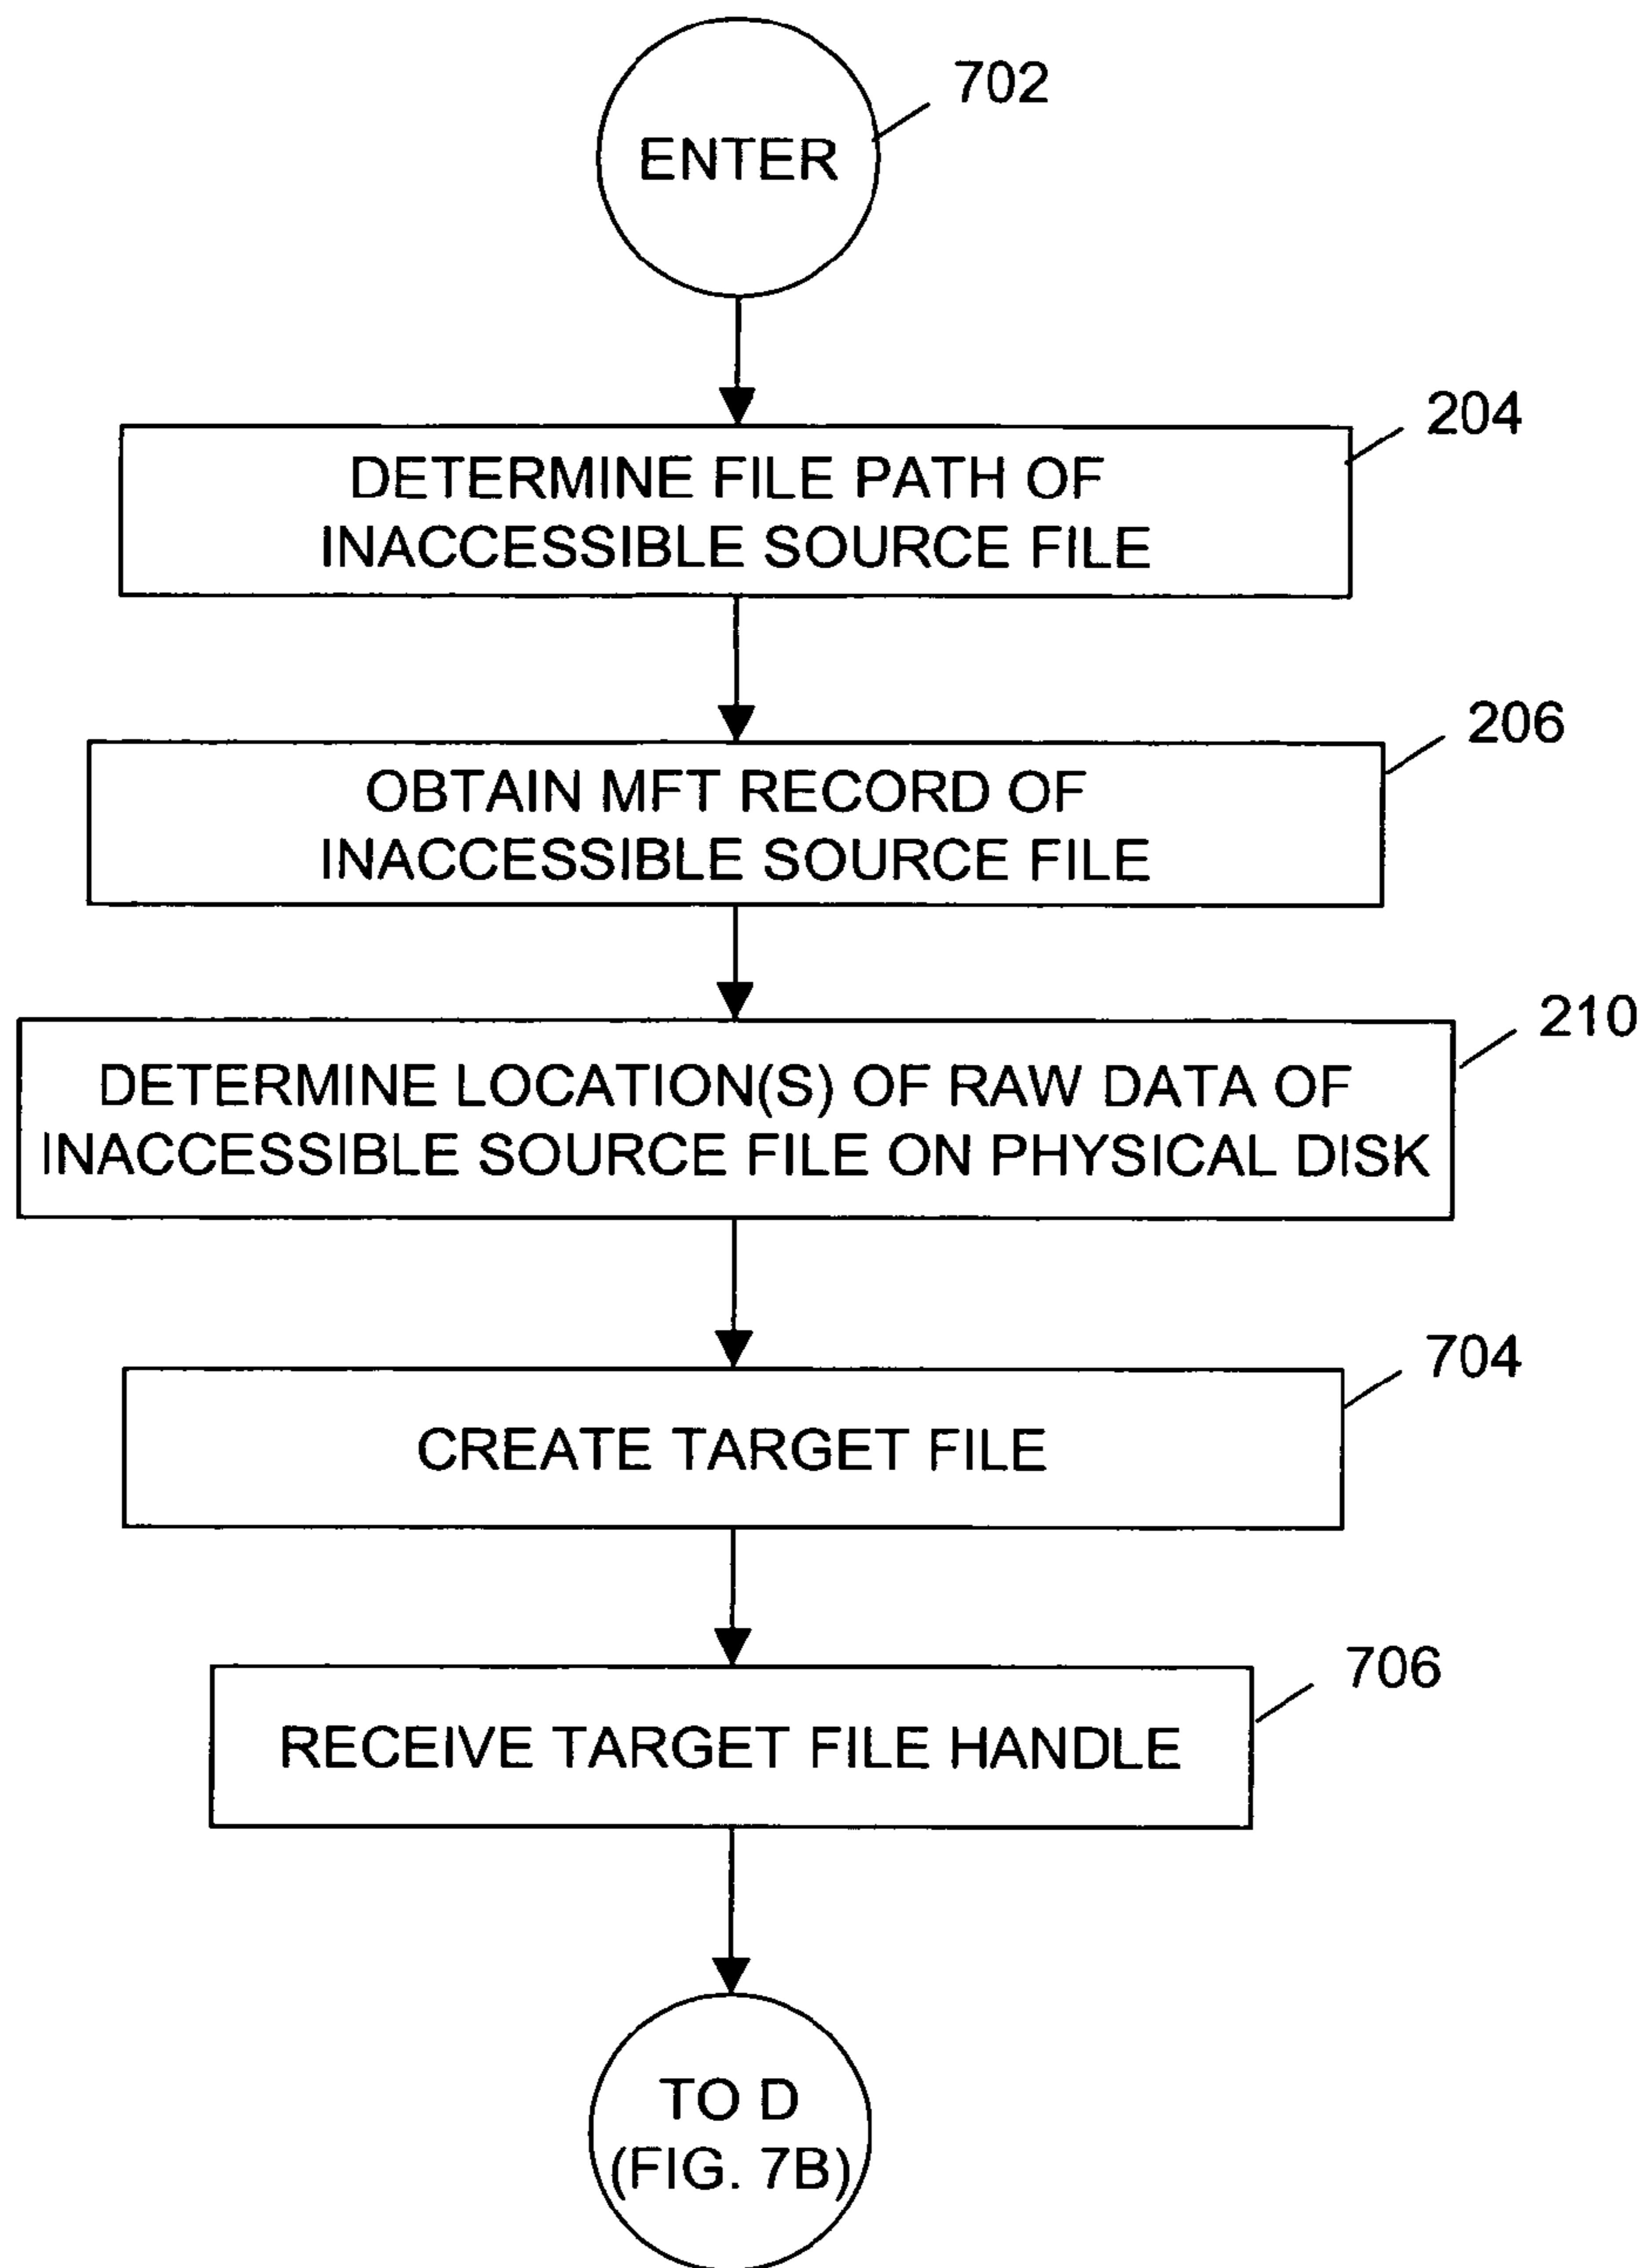 702
ENTER
204
DETERMINE FILE PATH OF
INACCESSIBLE SOURCE FILE
206
OBTAIN MFT RECORD OF
INACCESSIBLE SOURCE FILE
210
DETERMINE LOCATION(S) OF RAW DATA OF
INACCESSIBLE SOURCE FILE ON PHYSICAL DISK
704
CREATE TARGET FILE
706
RECEIVE TARGET FILE HANDLE
TO D
(FIG. 7B)